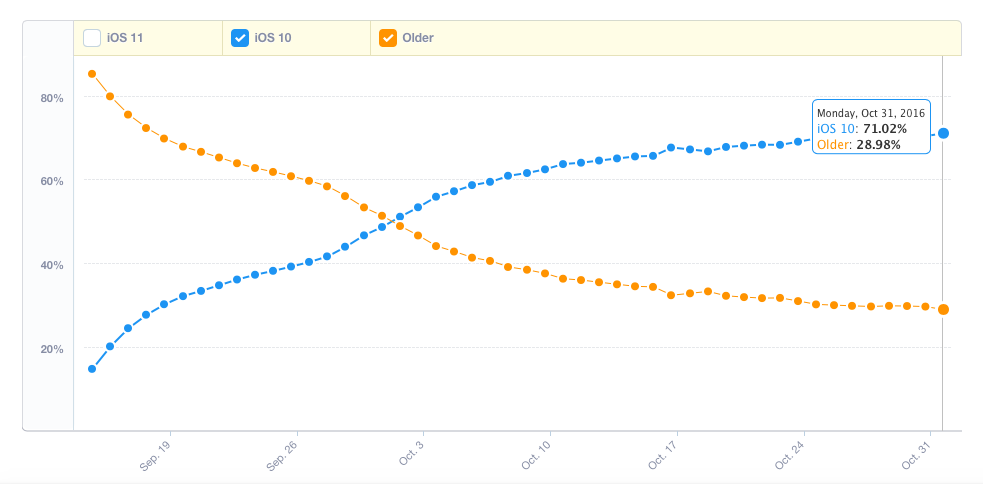 iOS 11 iOS 10 Older
80%
Monday, Oct 31, 2016
iOS 10: 71.02%
Older: 28.98%
60%
40%
20%
Sep. 19 Sep. 26 Oct. 3 Oct. 10 Oct. 17 Oct. 24 Oct. 31